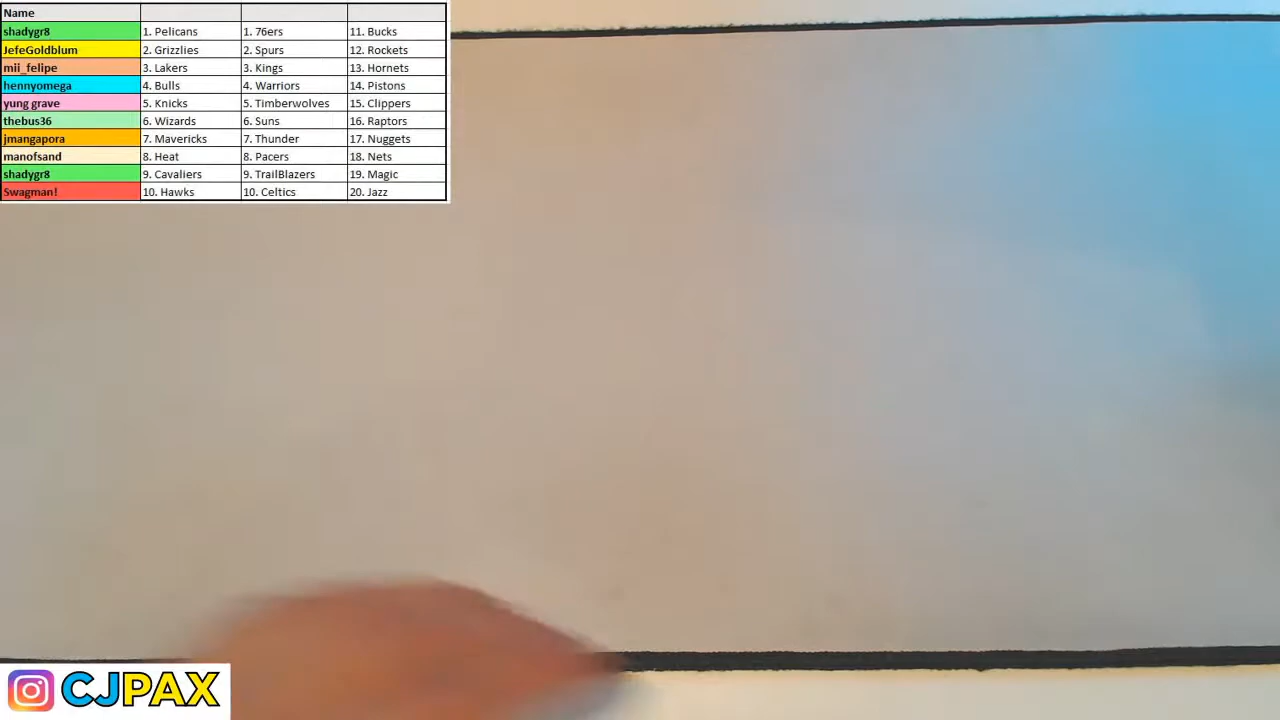 Name
shadygr8 1. Pelicans 1. 76ers 11. Bucks
JefeGoldblum 2. Grizzlies 2. Spurs 12. Rockets
mii_felipe 3. Lakers 3. Kings 13. Hornets
hennyomega 4. Bulls 4. Warriors 14. Pistons
yung grave 5. Knicks 5. Timberwolves 15. Clippers
thebus36 6. Wizards 6. Suns 16. Raptors
jmangapora 7. Mavericks 7. Thunder 17. Nuggets
manofsand 8. Heat 8. Pacers 18. Nets
shadygr8 9. Cavaliers 9. TrailBlazers 19. Magic
Swagman! 10. Hawks 10. Celtics 20. Jazz
CJPAX